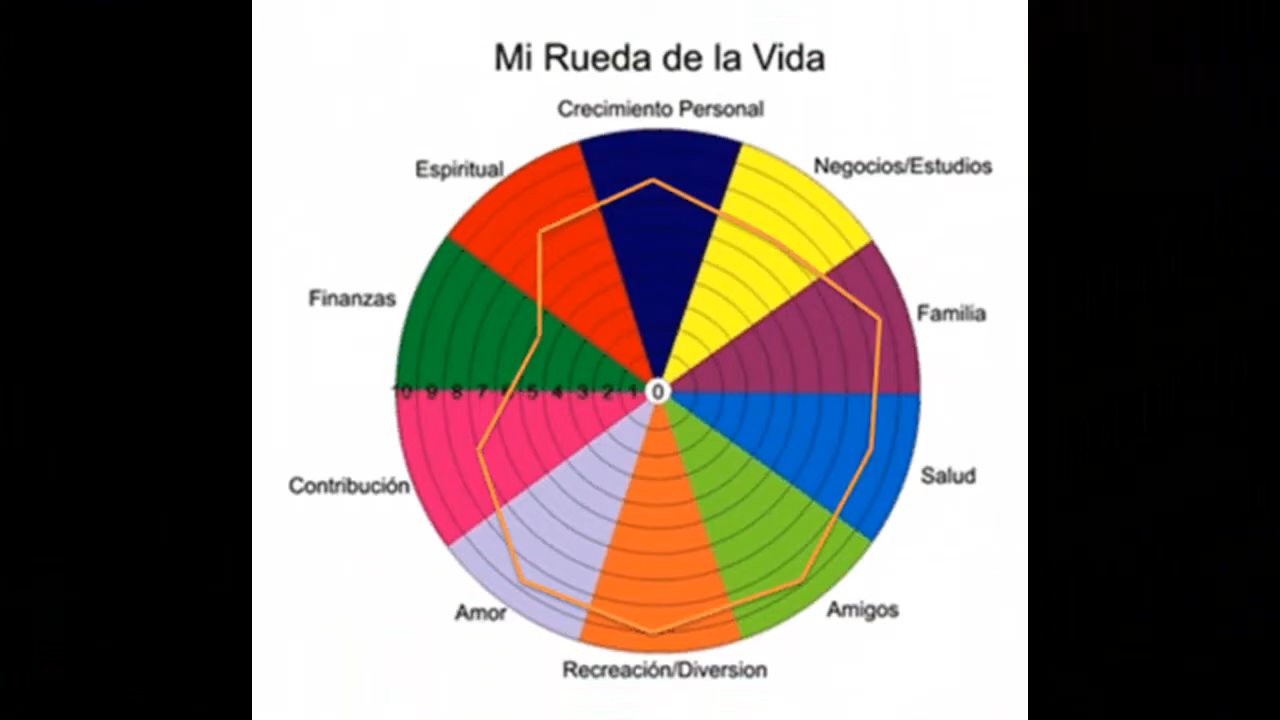 Mi Rueda de la Vida
Crecimiento Personal
Espiritual
Negocios/Estudios
Finanzas
Familia
10 9 8 7 6 5 4 3 2 1 0
Contribución
Salud
Amor
Amigos
Recreación/Diversion